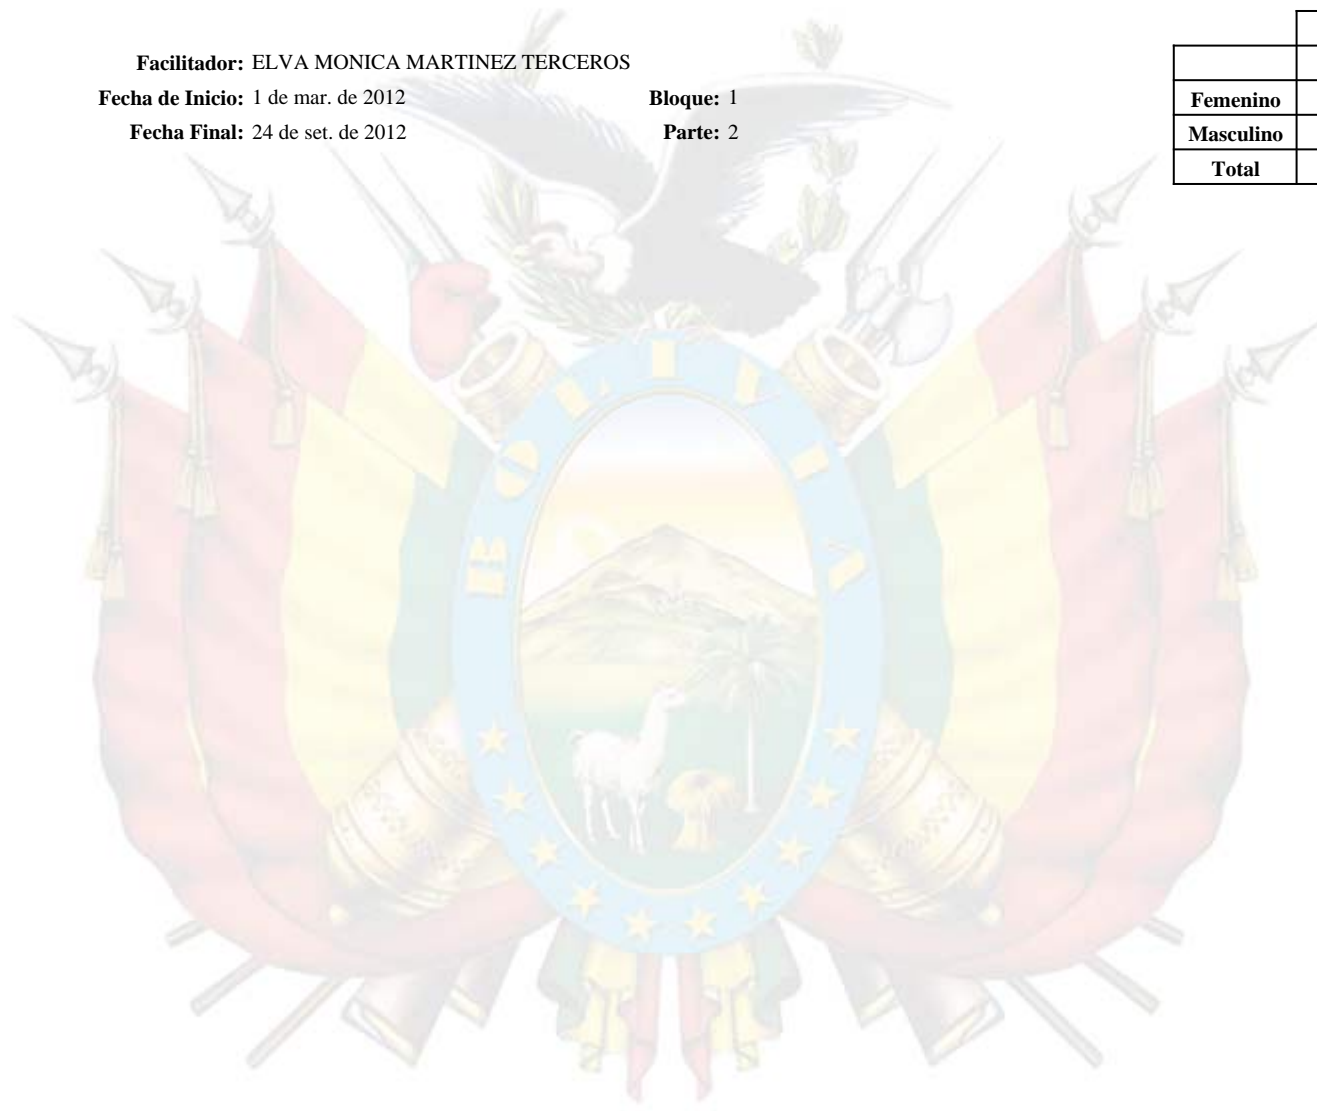 Facilitador: ELVA MONICA MARTINEZ TERCEROS
Fecha de Inicio: 1 de mar. de 2012 Bloque: 1
Fecha Final: 24 de set. de 2012 Parte: 2
Femenino
Masculino
Total
BOLIVIA